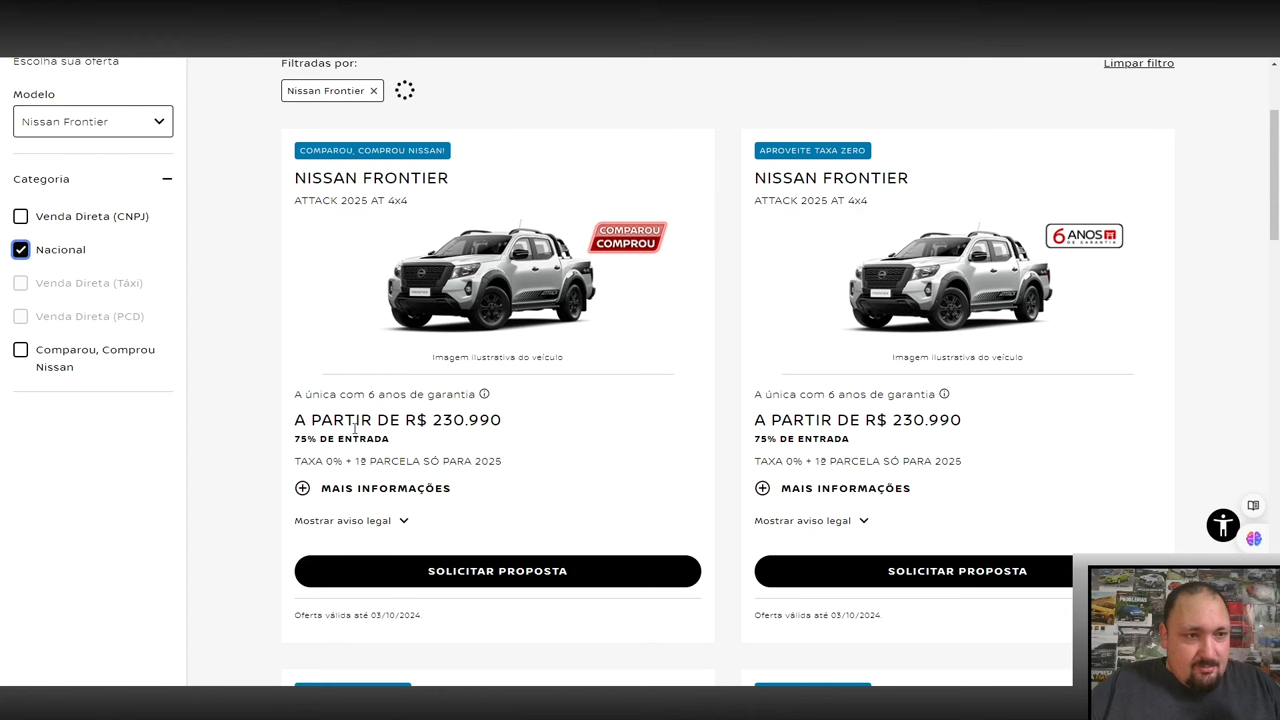 Escolha sua oferta
Modelo
Nissan Frontier
Categoria
Venda Direta (CNPJ)
Nacional
Venda Direta (Táxi)
Venda Direta (PCD)
Comparou, Comprou
Nissan
Filtradas por:
Limpar filtro
Nissan Frontier
COMPAROU, COMPROU NISSAN!
NISSAN FRONTIER
ATTACK 2025 AT 4x4
COMPAROU
COMPROU
Imagem ilustrativa do veículo
A única com 6 anos de garantia
A PARTIR DE R$ 230.990
75% DE ENTRADA
TAXA 0% + 1ª PARCELA SÓ PARA 2025
MAIS INFORMAÇÕES
Mostrar aviso legal
SOLICITAR PROPOSTA
Oferta válida até 03/10/2024.
APROVEITE TAXA ZERO
NISSAN FRONTIER
ATTACK 2025 AT 4x4
6 ANOS
DE GARANTIA
Imagem ilustrativa do veículo
A única com 6 anos de garantia
A PARTIR DE R$ 230.990
75% DE ENTRADA
TAXA 0% + 1ª PARCELA SÓ PARA 2025
MAIS INFORMAÇÕES
Mostrar aviso legal
SOLICITAR PROPOSTA
Oferta válida até 03/10/2024.
PROBLEMAS